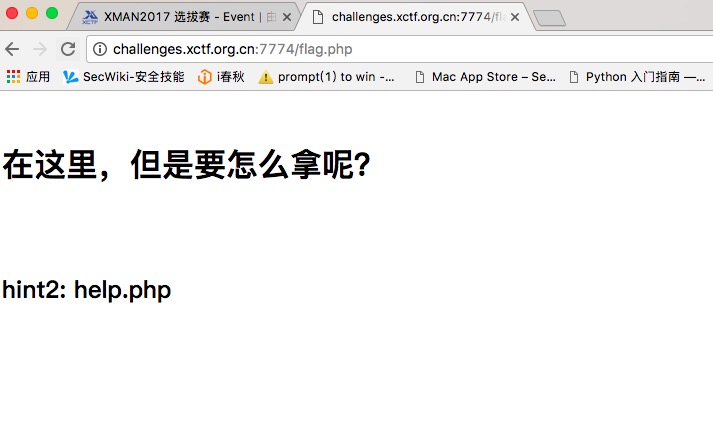 XMAN2017 选拔赛 - Event | 由
challenges.xctf.org.cn:7774/fl
challenges.xctf.org.cn:7774/flag.php
应用 SecWiki-安全技能 i春秋 prompt(1) to win -... Mac App Store – Se... Python 入门指南 —...
在这里，但是要怎么拿呢？
hint2: help.php